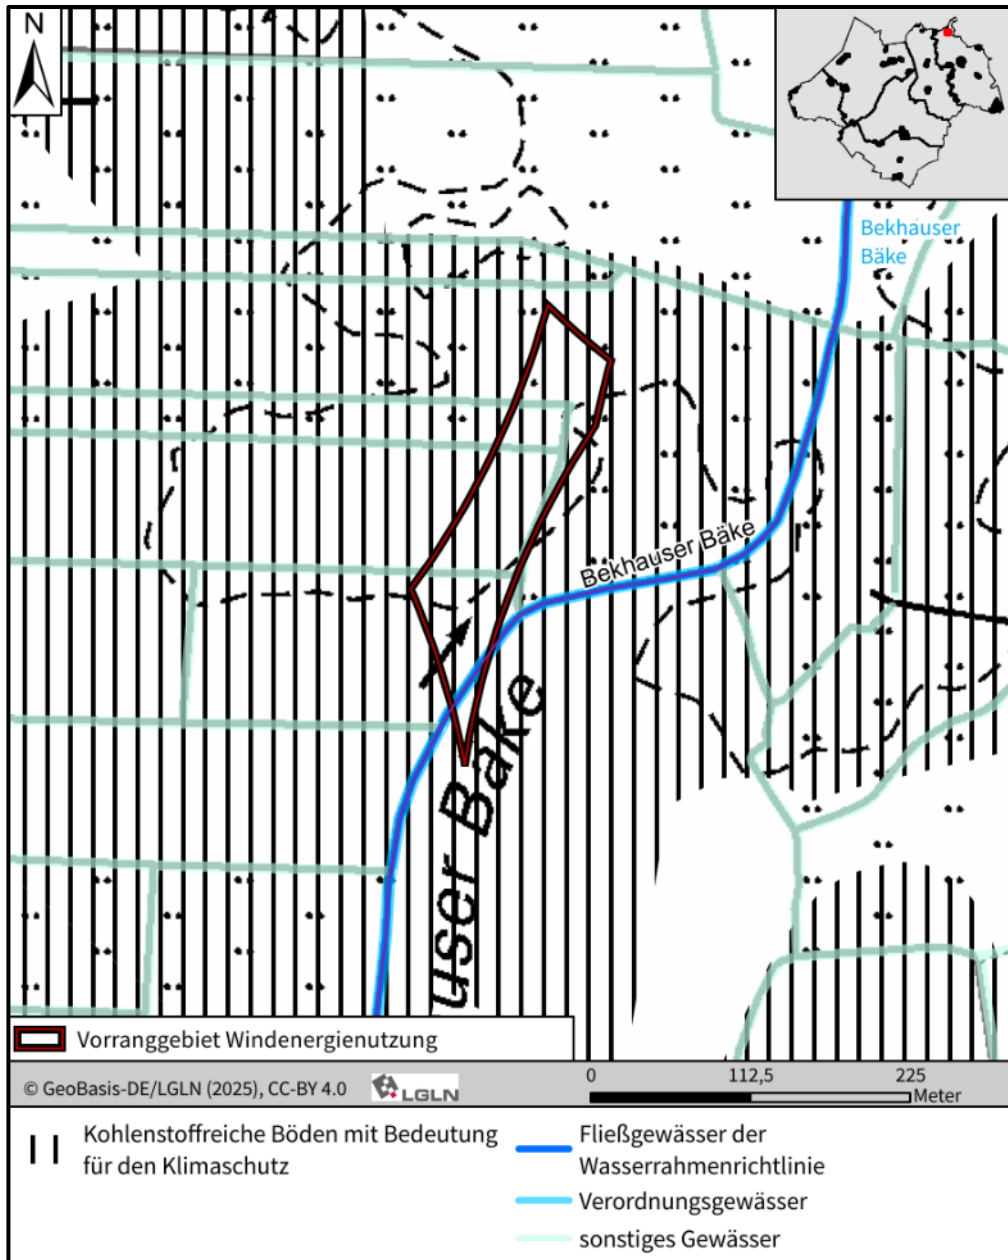 N
Bekhauser
Bäke
Bekhauser Bäke
user Bäke
Vorranggebiet Windenergienutzung
© GeoBasis-DE/LGLN (2025), CC-BY 4.0
LGLN
0 112,5 225
Meter
Kohlenstoffreiche Böden mit Bedeutung
für den Klimaschutz
Fließgewässer der
Wasserrahmenrichtlinie
Verordnungsgewässer
sonstiges Gewässer